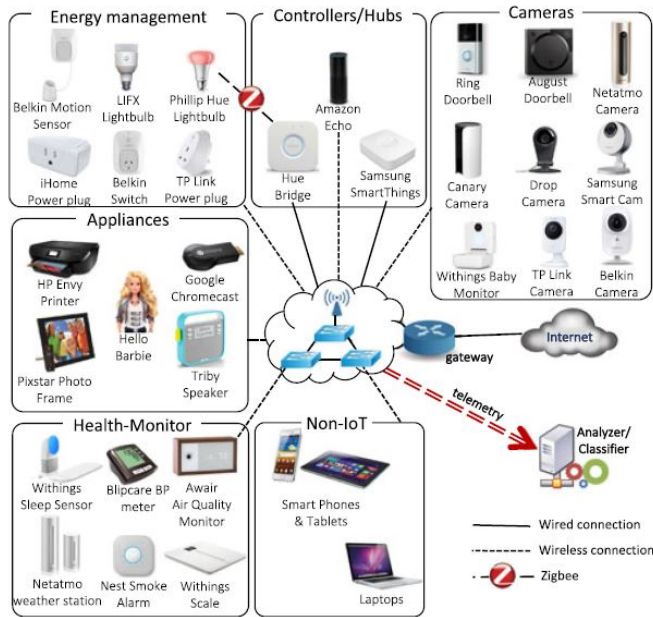 Energy management
Belkin Motion
Sensor
LIFX
Lightbulb
Phillip Hue
Lightbulb
iHome
Power plug
Belkin
Switch
TP Link
Power plug
Controllers/Hubs
Amazon
Echo
Hue
Bridge
Samsung
SmartThings
Cameras
Ring
Doorbell
August
Doorbell
Netatmo
Camera
Canary
Camera
Drop
Camera
Samsung
Smart Cam
Withings Baby
Monitor
TP Link
Camera
Belkin
Camera
Appliances
HP Envy
Printer
Hello
Barbie
Google
Chromecast
Pixstar Photo
Frame
Triby
Speaker
gateway
Internet
telemetry
Analyzer/
Classifier
Health-Monitor
Withings
Sleep Sensor
Blipcare BP
meter
Awair
Air Quality
Monitor
Netatmo
weather station
Nest Smoke
Alarm
Withings
Scale
Non-IoT
Smart Phones
& Tablets
Laptops
Wired connection
Wireless connection
Zigbee